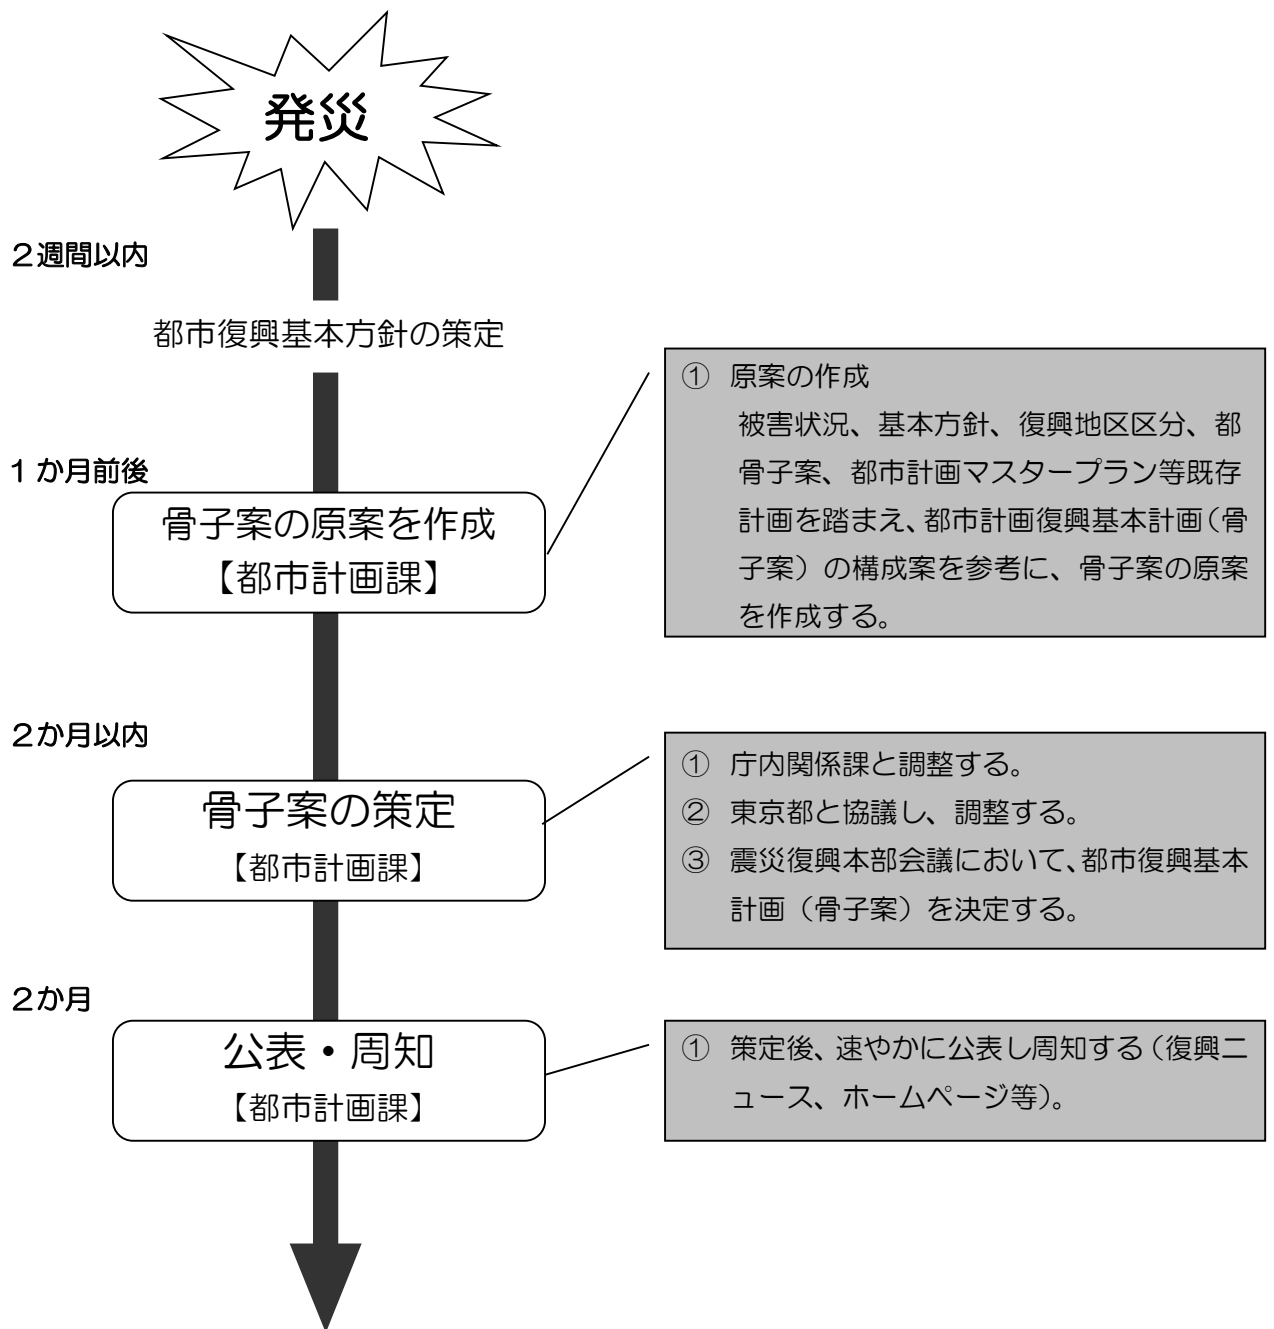 発災
２週間以内
都市復興基本方針の策定
１か月前後
骨子案の原案を作成
【都市計画課】
① 原案の作成
被害状況、基本方針、復興地区区分、都
骨子案、都市計画マスタープラン等既存
計画を踏まえ、都市計画復興基本計画（骨
子案）の構成案を参考に、骨子案の原案
を作成する。
２か月以内
骨子案の策定
【都市計画課】
① 庁内関係課と調整する。
② 東京都と協議し、調整する。
③ 震災復興本部会議において、都市復興基本
計画（骨子案）を決定する。
２か月
公表・周知
【都市計画課】
① 策定後、速やかに公表し周知する（復興ニ
ュース、ホームページ等）。